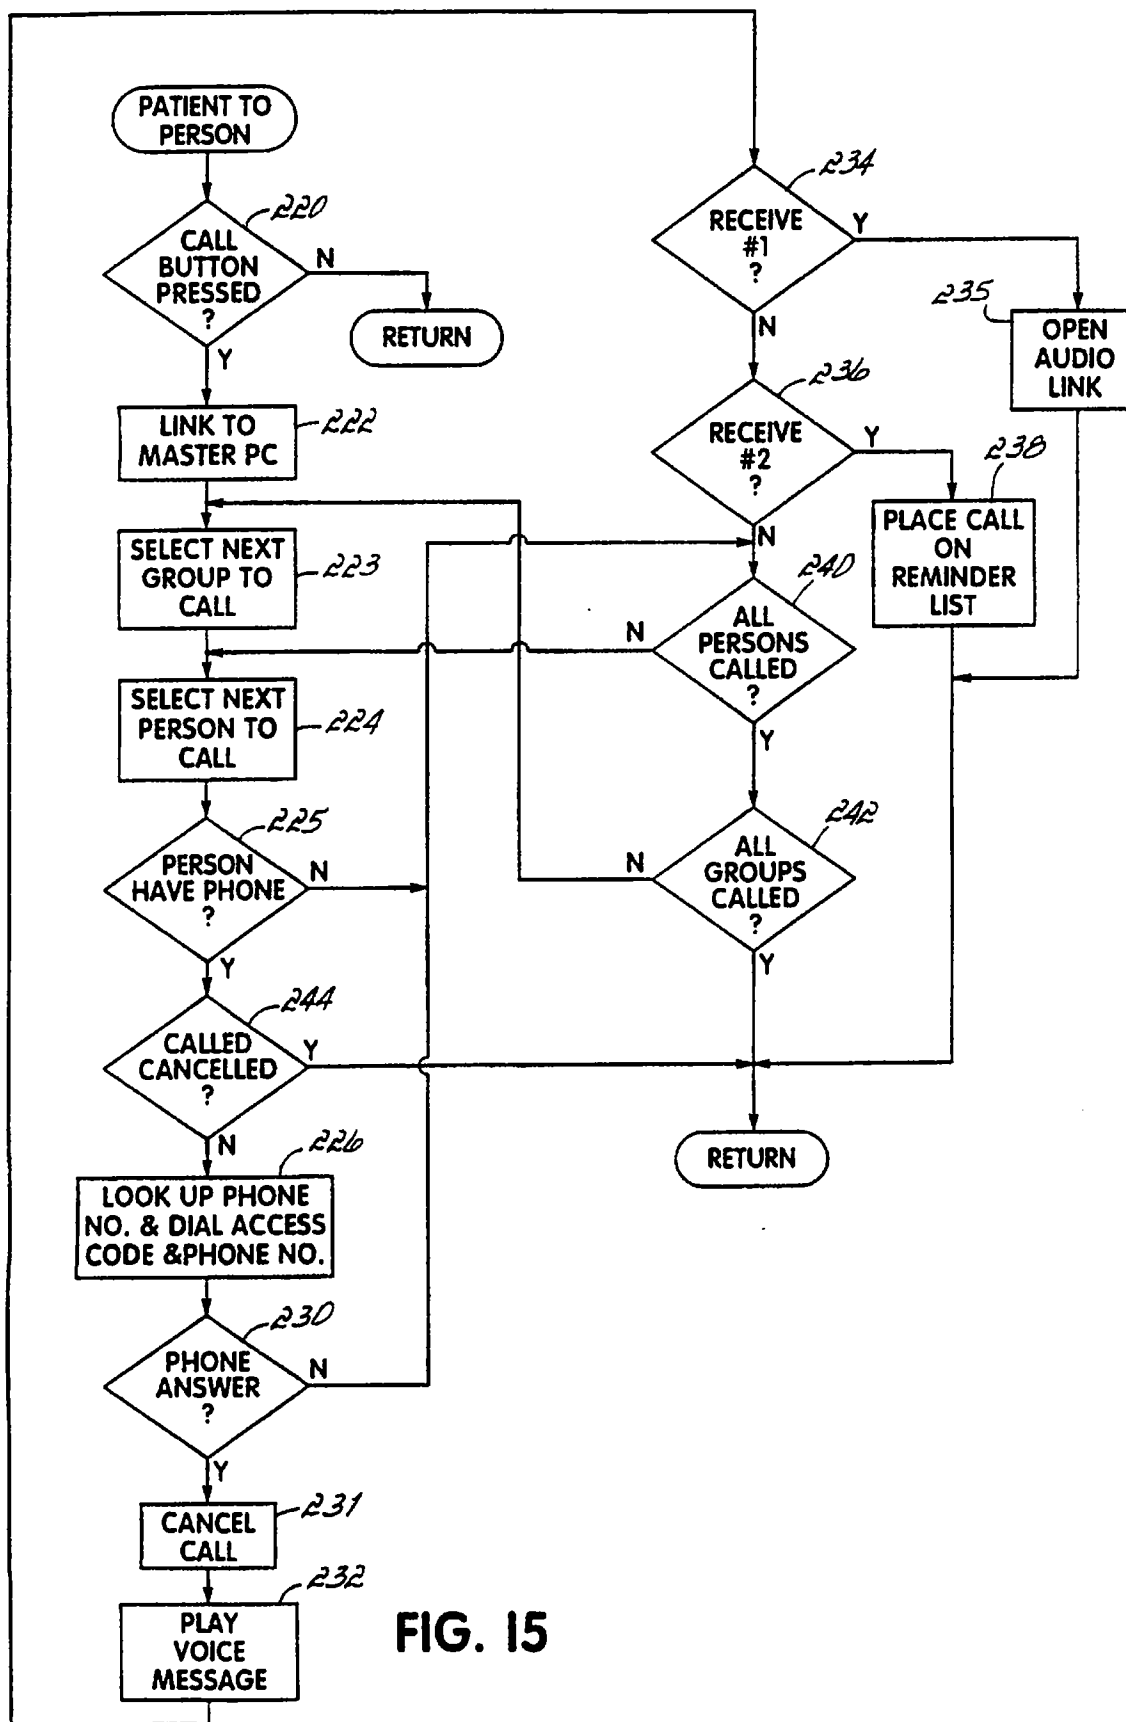 PATIENT TO
PERSON
220
CALL
BUTTON
PRESSED
?
N
RETURN
Y
LINK TO
MASTER PC
222
SELECT NEXT
GROUP TO
CALL
223
SELECT NEXT
PERSON TO
CALL
224
225
PERSON
HAVE PHONE
?
N
Y
244
CALLED
CANCELLED
?
Y
N
226
LOOK UP PHONE
NO. & DIAL ACCESS
CODE &PHONE NO.
230
PHONE
ANSWER
?
N
Y
231
CANCEL
CALL
232
PLAY
VOICE
MESSAGE
234
RECEIVE
#1
?
Y
N
235
OPEN
AUDIO
LINK
236
RECEIVE
#2
?
Y
N
238
PLACE CALL
ON
REMINDER
LIST
240
ALL
PERSONS
CALLED
?
N
Y
242
ALL
GROUPS
CALLED
?
N
Y
RETURN
FIG. 15